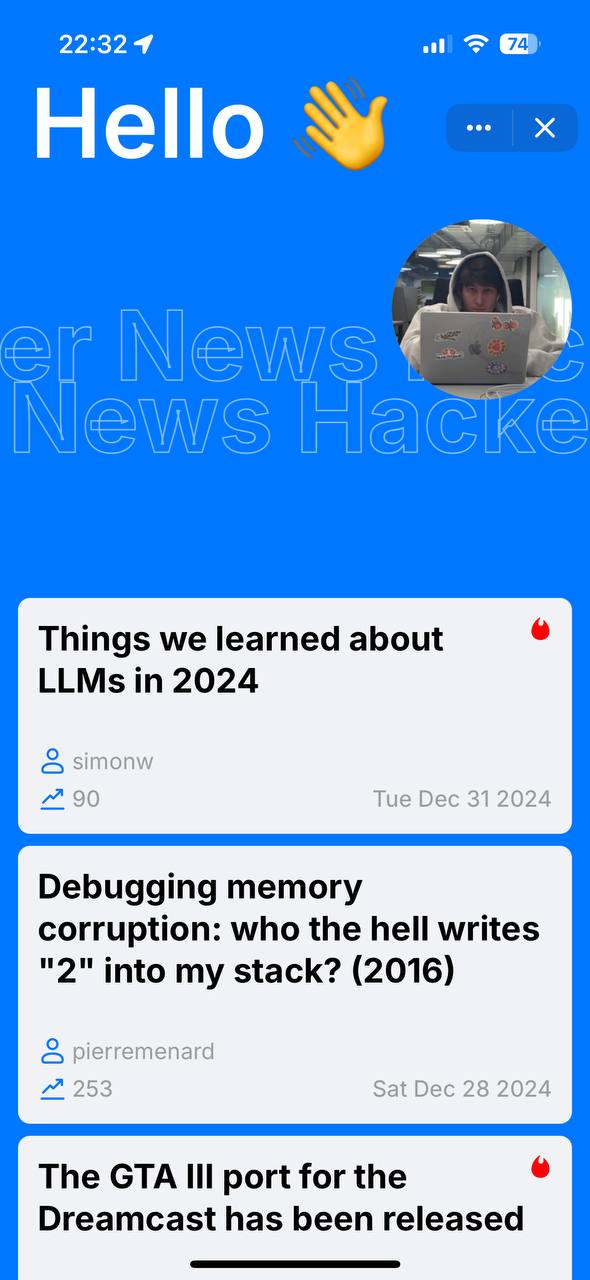 22:32
74
Hello 👋
er News
News Hacke
Things we learned about
LLMs in 2024
simonw
90
Tue Dec 31 2024
Debugging memory
corruption: who the hell writes
"2" into my stack? (2016)
pierremenard
253
Sat Dec 28 2024
The GTA III port for the
Dreamcast has been released